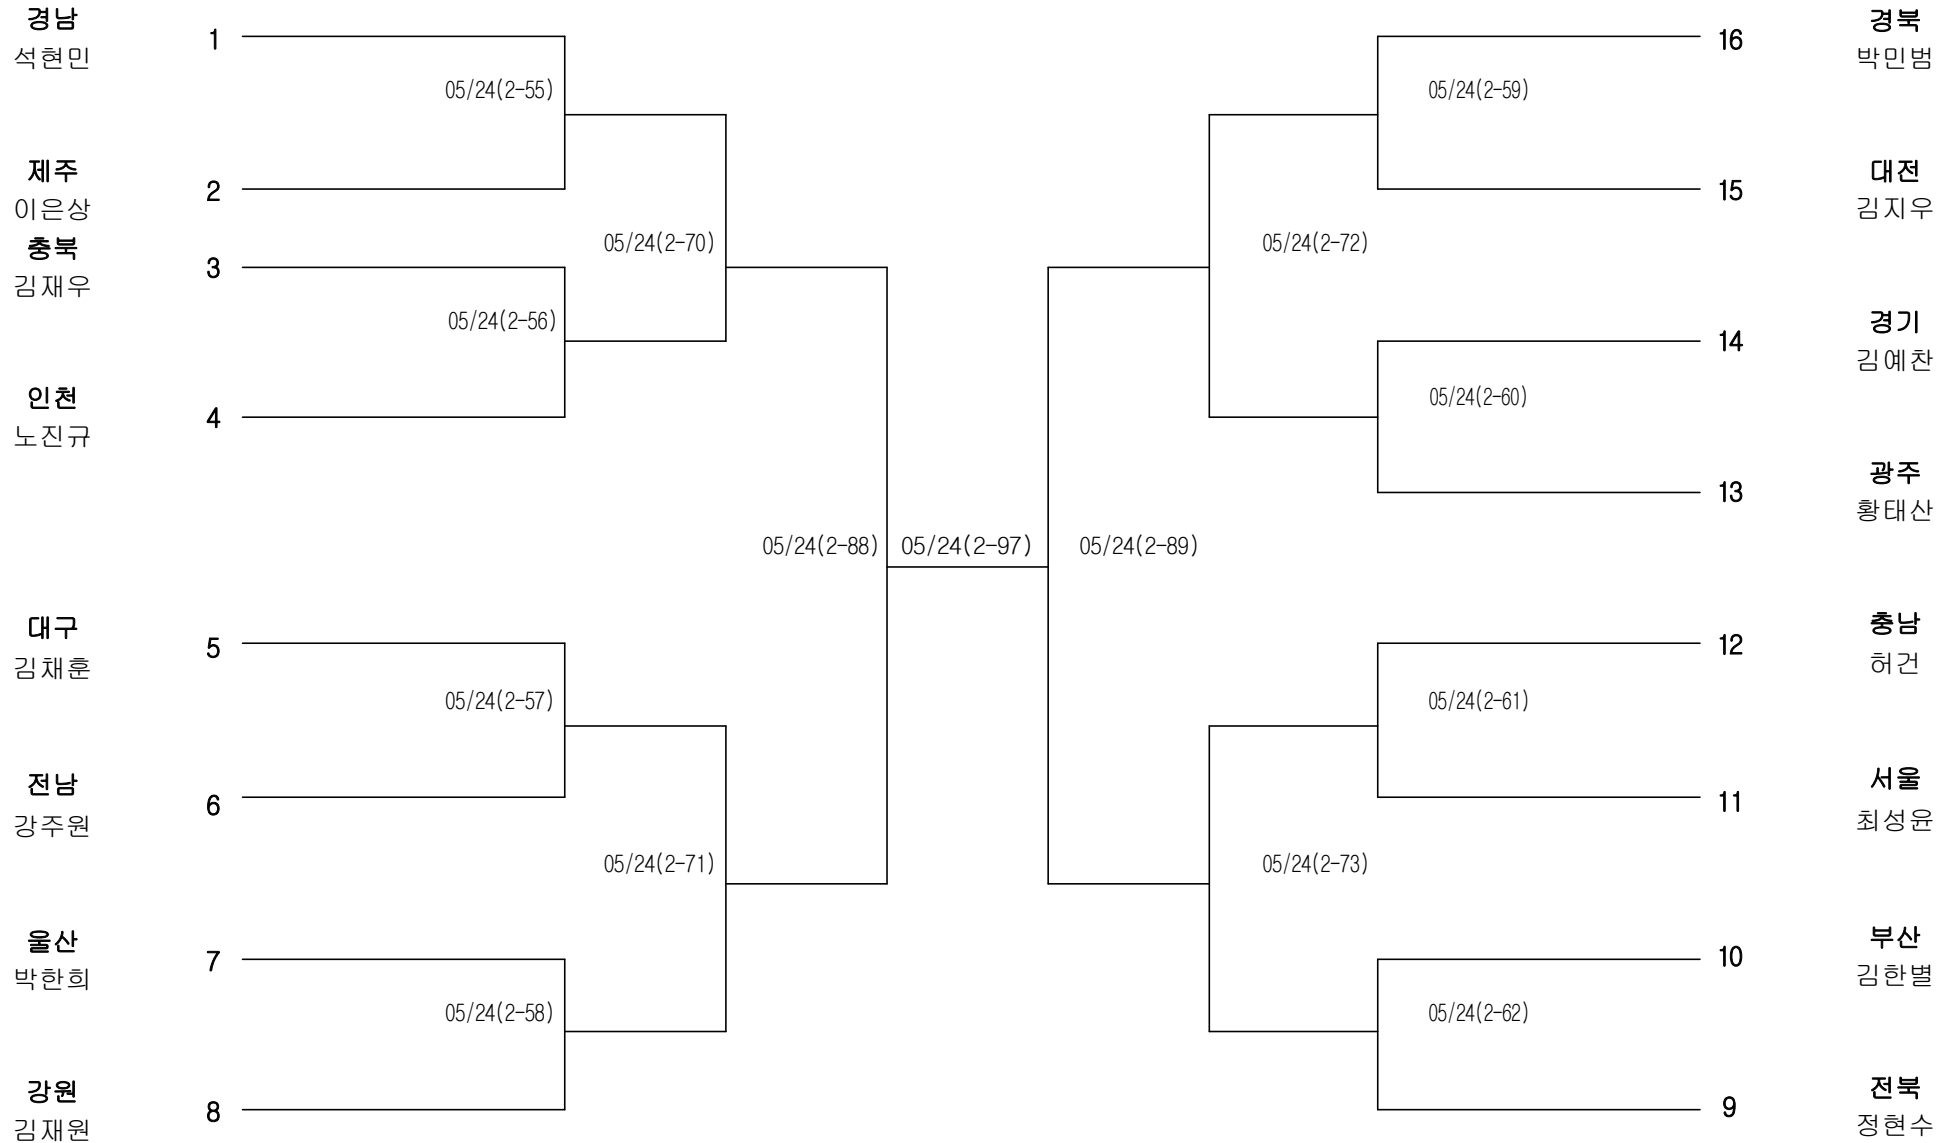 경남
석현민
1
05/24(2-55)
제주
이은상
2
충북
김재우
3
05/24(2-70)
05/24(2-56)
인천
노진규
4
05/24(2-88)
05/24(2-97)
05/24(2-89)
대구
김채훈
5
05/24(2-57)
전남
강주원
6
05/24(2-71)
울산
박한희
7
05/24(2-58)
강원
김재원
8
경북
박민범
16
05/24(2-59)
대전
김지우
15
05/24(2-72)
경기
김예찬
14
05/24(2-60)
광주
황태산
13
충남
허건
12
05/24(2-61)
서울
최성윤
11
05/24(2-73)
부산
김한별
10
05/24(2-62)
전북
정현수
9